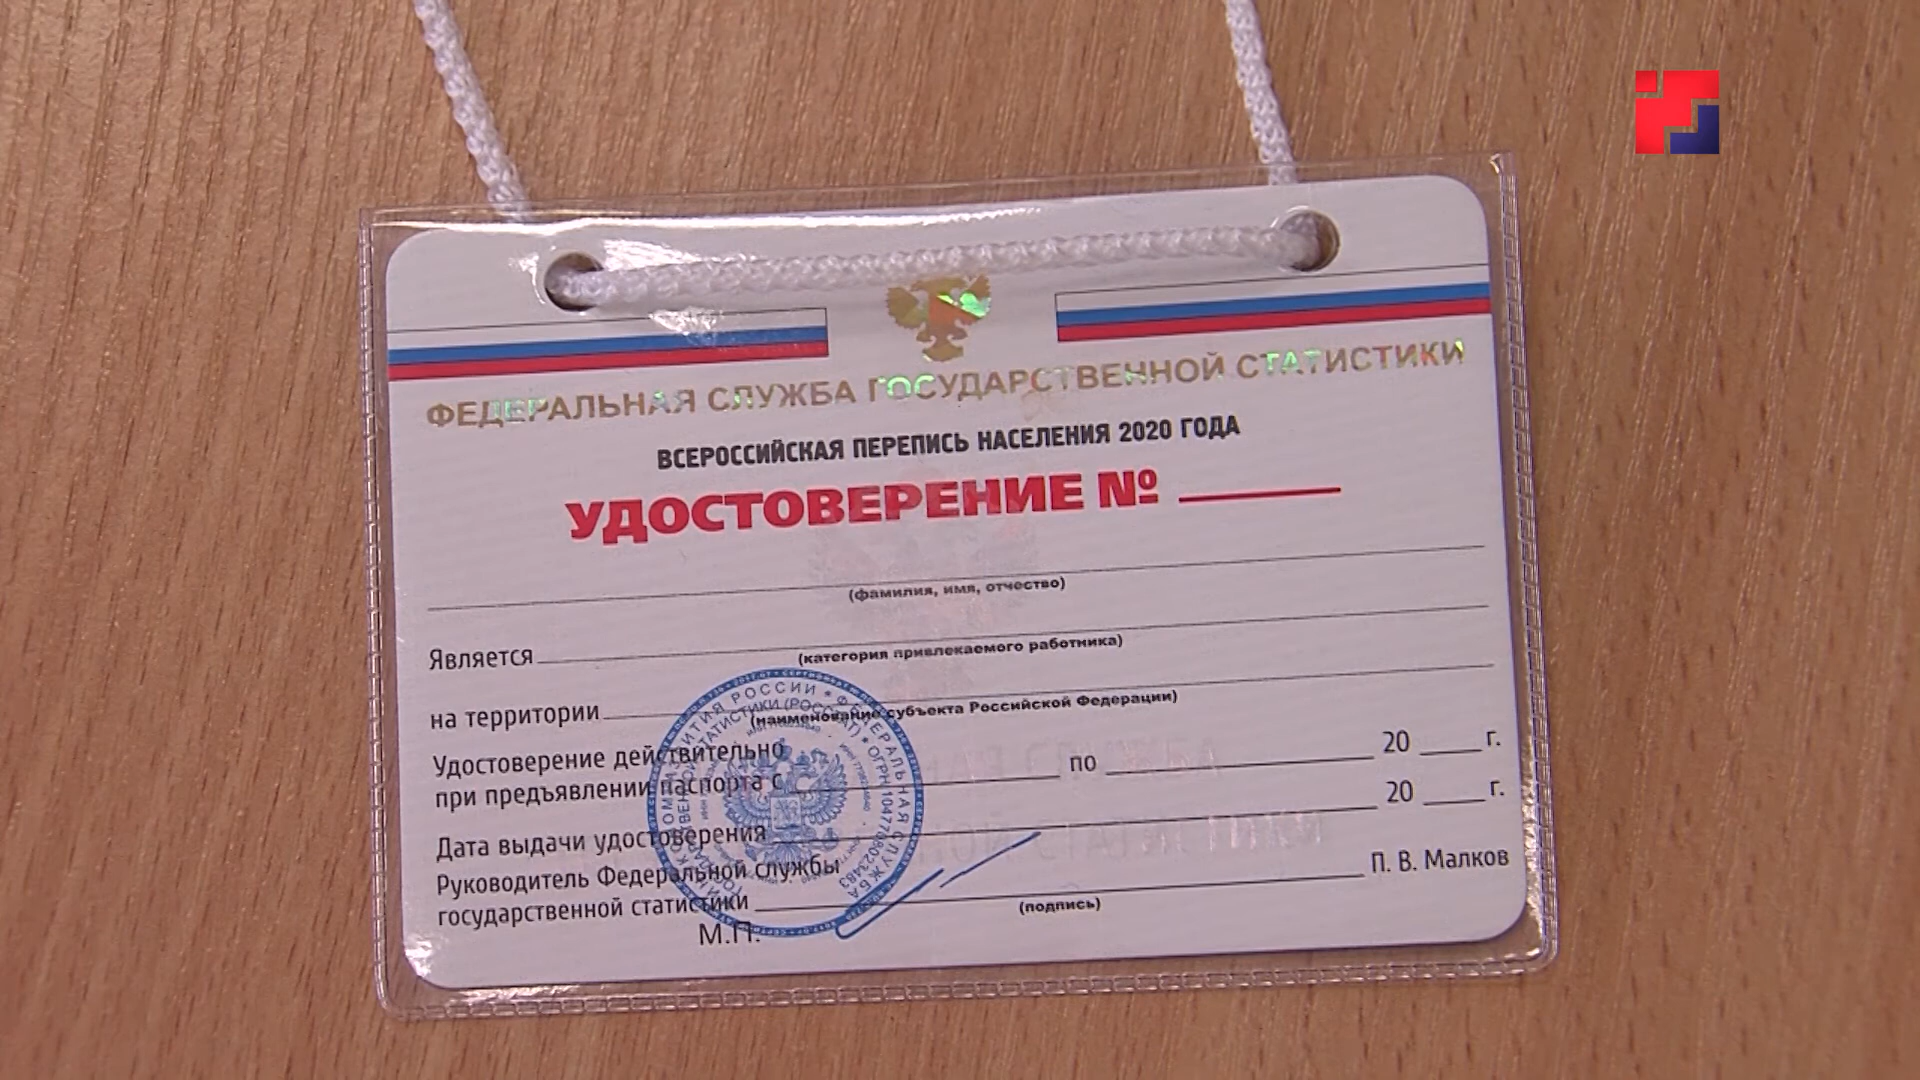 ФЕДЕРАЛЬНАЯ СЛУЖБА ГОСУДАРСТВЕННОЙ СТАТИСТИКИ
ВСЕРОССИЙСКАЯ ПЕРЕПИСЬ НАСЕЛЕНИЯ 2020 ГОДА
УДОСТОВЕРЕНИЕ №
(фамилия, имя, отчество)
Является
(категория привлекаемого работника)
на территории
(наименование субъекта Российской Федерации)
Удостоверение действительно
при предъявлении паспорта с по 20 г.
Дата выдачи удостоверения 20 г.
Руководитель Федеральной службы
государственной статистики П. В. Малков
(подпись)
М.П.